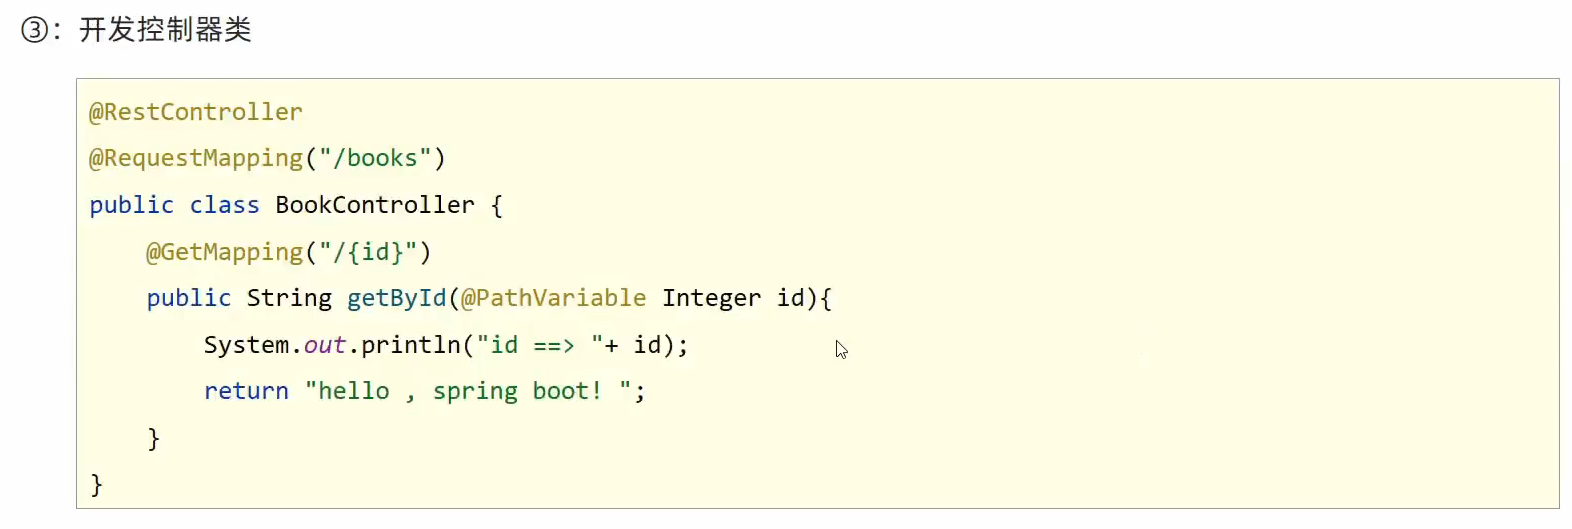 ③：开发控制器类
@RestController
@RequestMapping("/books")
public class BookController {
    @GetMapping("/{id}")
    public String getById(@PathVariable Integer id){
        System.out.println("id ==> "+ id);
        return "hello , spring boot! ";
    }
}